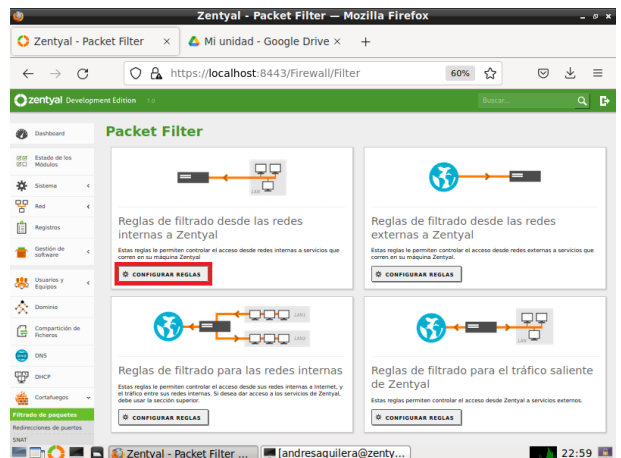 Zentyal - Packet Filter — Mozilla Firefox
Zentyal - Packet Filter ×
Mi unidad - Google Drive ×
+
https://localhost:8443/Firewall/Filter
60%
zentyal Development Edition 7.0
Buscar...
Dashboard
Estado de los
Módulos
Sistema
Red
Registros
Gestión de
software
Usuarios y
Equipos
Dominio
Compartición de
Ficheros
DNS
DHCP
Cortafuegos
Filtrado de paquetes
Redirecciones de puertos
SNAT
Packet Filter
LAN
Reglas de filtrado desde las redes
internas a Zentyal
Estas reglas le permiten controlar el acceso desde redes internas a servicios que
corren en su máquina Zentyal
CONFIGURAR REGLAS
Reglas de filtrado desde las redes
externas a Zentyal
Estas reglas le permiten controlar el acceso desde redes externas a servicios que
corren en su máquina Zentyal
CONFIGURAR REGLAS
LAN1
LAN2
Reglas de filtrado para las redes internas
Estas reglas le permiten controlar el acceso desde sus redes internas a Internet, y
el tráfico entre sus redes internas. Si desea dar acceso a los servicios de Zentyal,
debe usar la sección superior.
CONFIGURAR REGLAS
LAN
Reglas de filtrado para el tráfico saliente
de Zentyal
Estas reglas permiten controlar el acceso desde Zentyal a servicios externos.
CONFIGURAR REGLAS
Zentyal - Packet Filter ...
[andresaguilera@zenty...
22:59